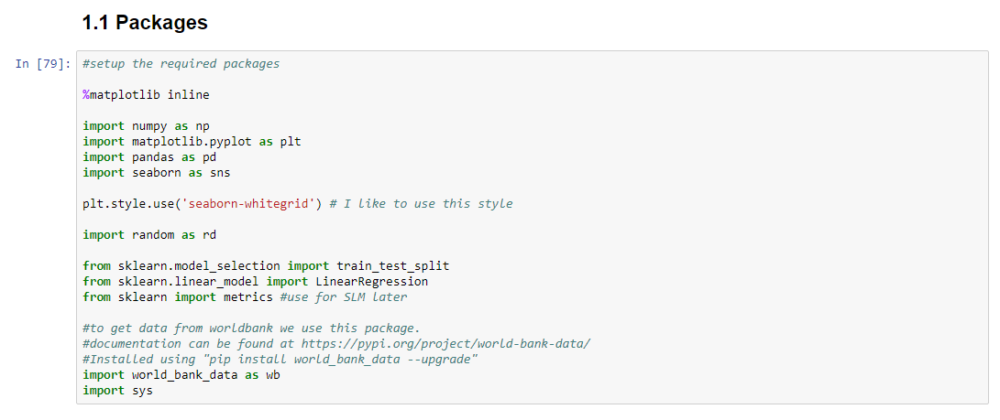 1.1 Packages
In [79]: #setup the required packages
%matplotlib inline
import numpy as np
import matplotlib.pyplot as plt
import pandas as pd
import seaborn as sns
plt.style.use('seaborn-whitegrid') # I like to use this style
import random as rd
from sklearn.model_selection import train_test_split
from sklearn.linear_model import LinearRegression
from sklearn import metrics #use for SLM later
#to get data from worldbank we use this package.
#documentation can be found at https://pypi.org/project/world-bank-data/
#Installed using "pip install world_bank_data --upgrade"
import world_bank_data as wb
import sys